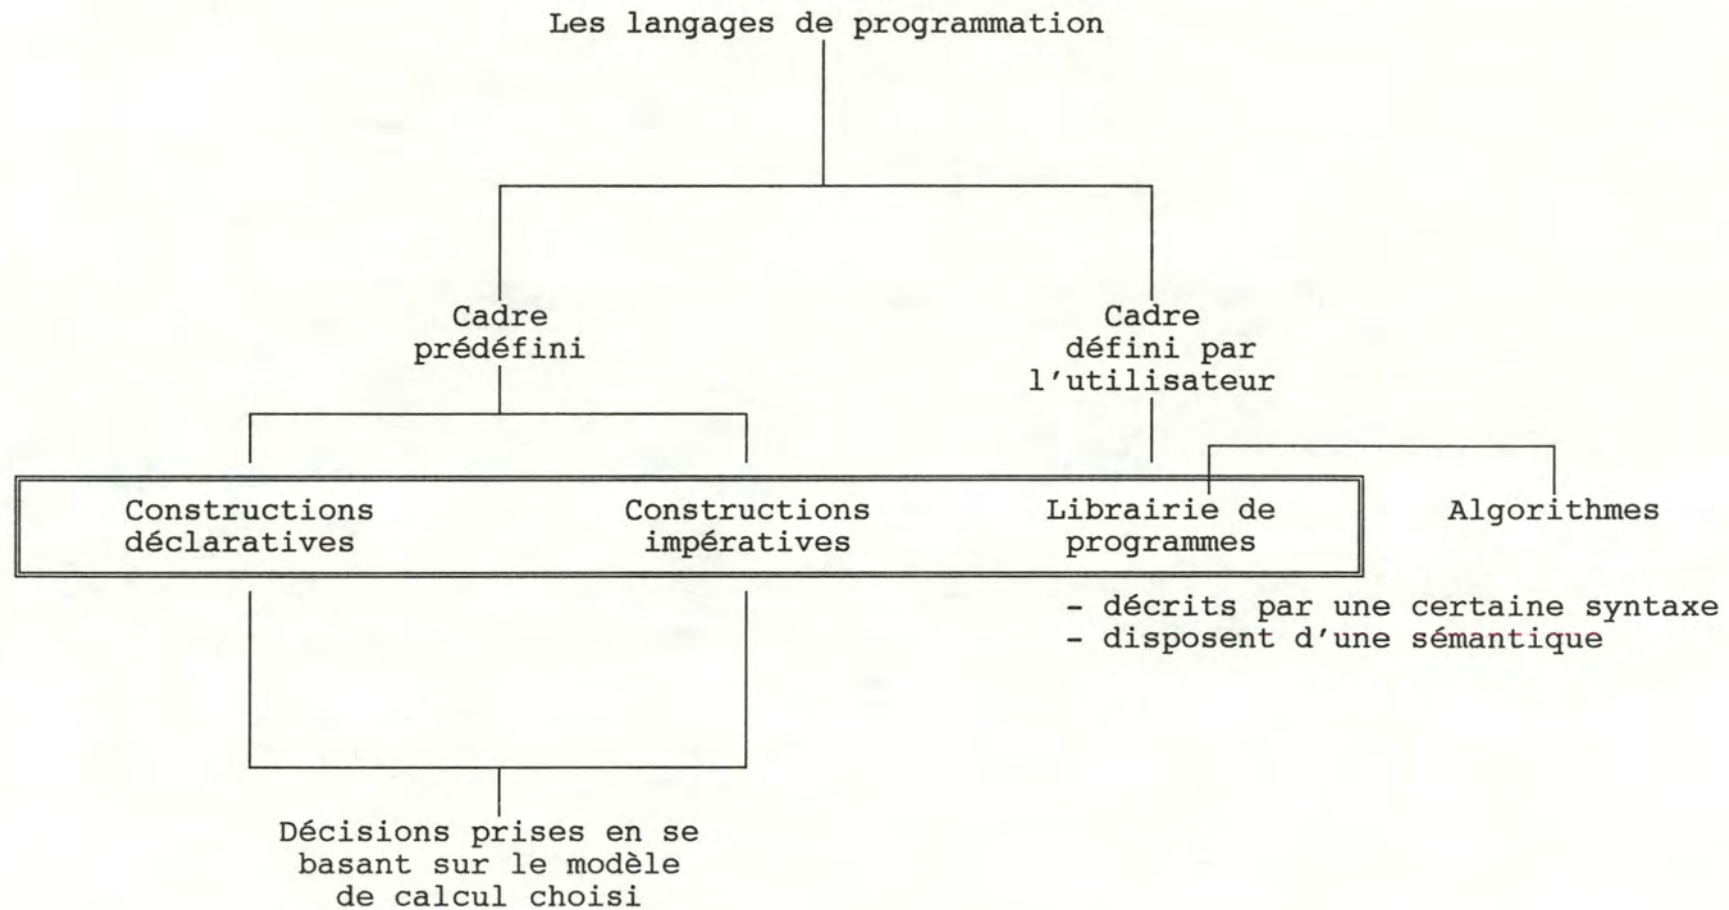 Les langages de programmation
Cadre
prédéfini
Cadre
défini par
l'utilisateur
Constructions
déclaratives
Constructions
impératives
Librairie de
programmes
Algorithmes
- décrits par une certaine syntaxe
- disposent d'une sémantique
Décisions prises en se
basant sur le modèle
de calcul choisi